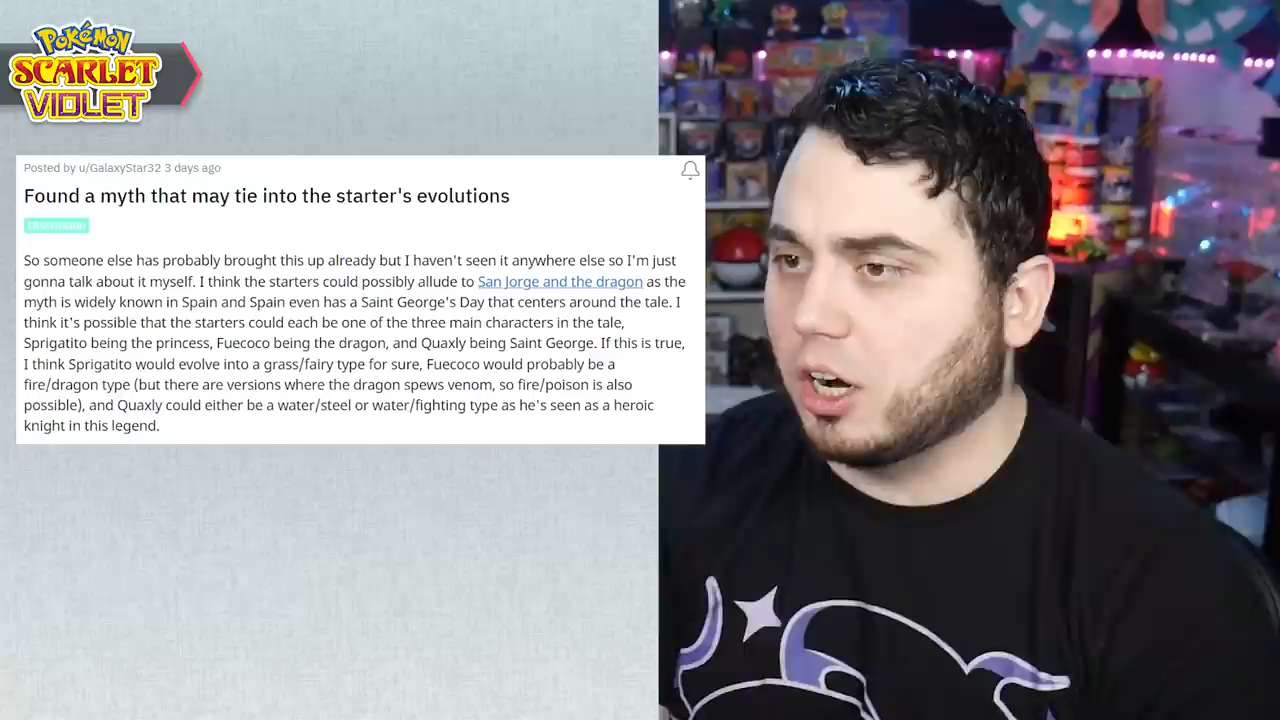 POKéMON
SCARLET
VIOLET
Posted by u/GalaxyStar32 3 days ago
Found a myth that may tie into the starter's evolutions
Discussion
So someone else has probably brought this up already but I haven't seen it anywhere else so I'm just
gonna talk about it myself. I think the starters could possibly allude to San Jorge and the dragon as the
myth is widely known in Spain and Spain even has a Saint George's Day that centers around the tale. I
think it's possible that the starters could each be one of the three main characters in the tale,
Sprigatito being the princess, Fuecoco being the dragon, and Quaxly being Saint George. If this is true,
I think Sprigatito would evolve into a grass/fairy type for sure, Fuecoco would probably be a
fire/dragon type (but there are versions where the dragon spews venom, so fire/poison is also
possible), and Quaxly could either be a water/steel or water/fighting type as he's seen as a heroic
knight in this legend.